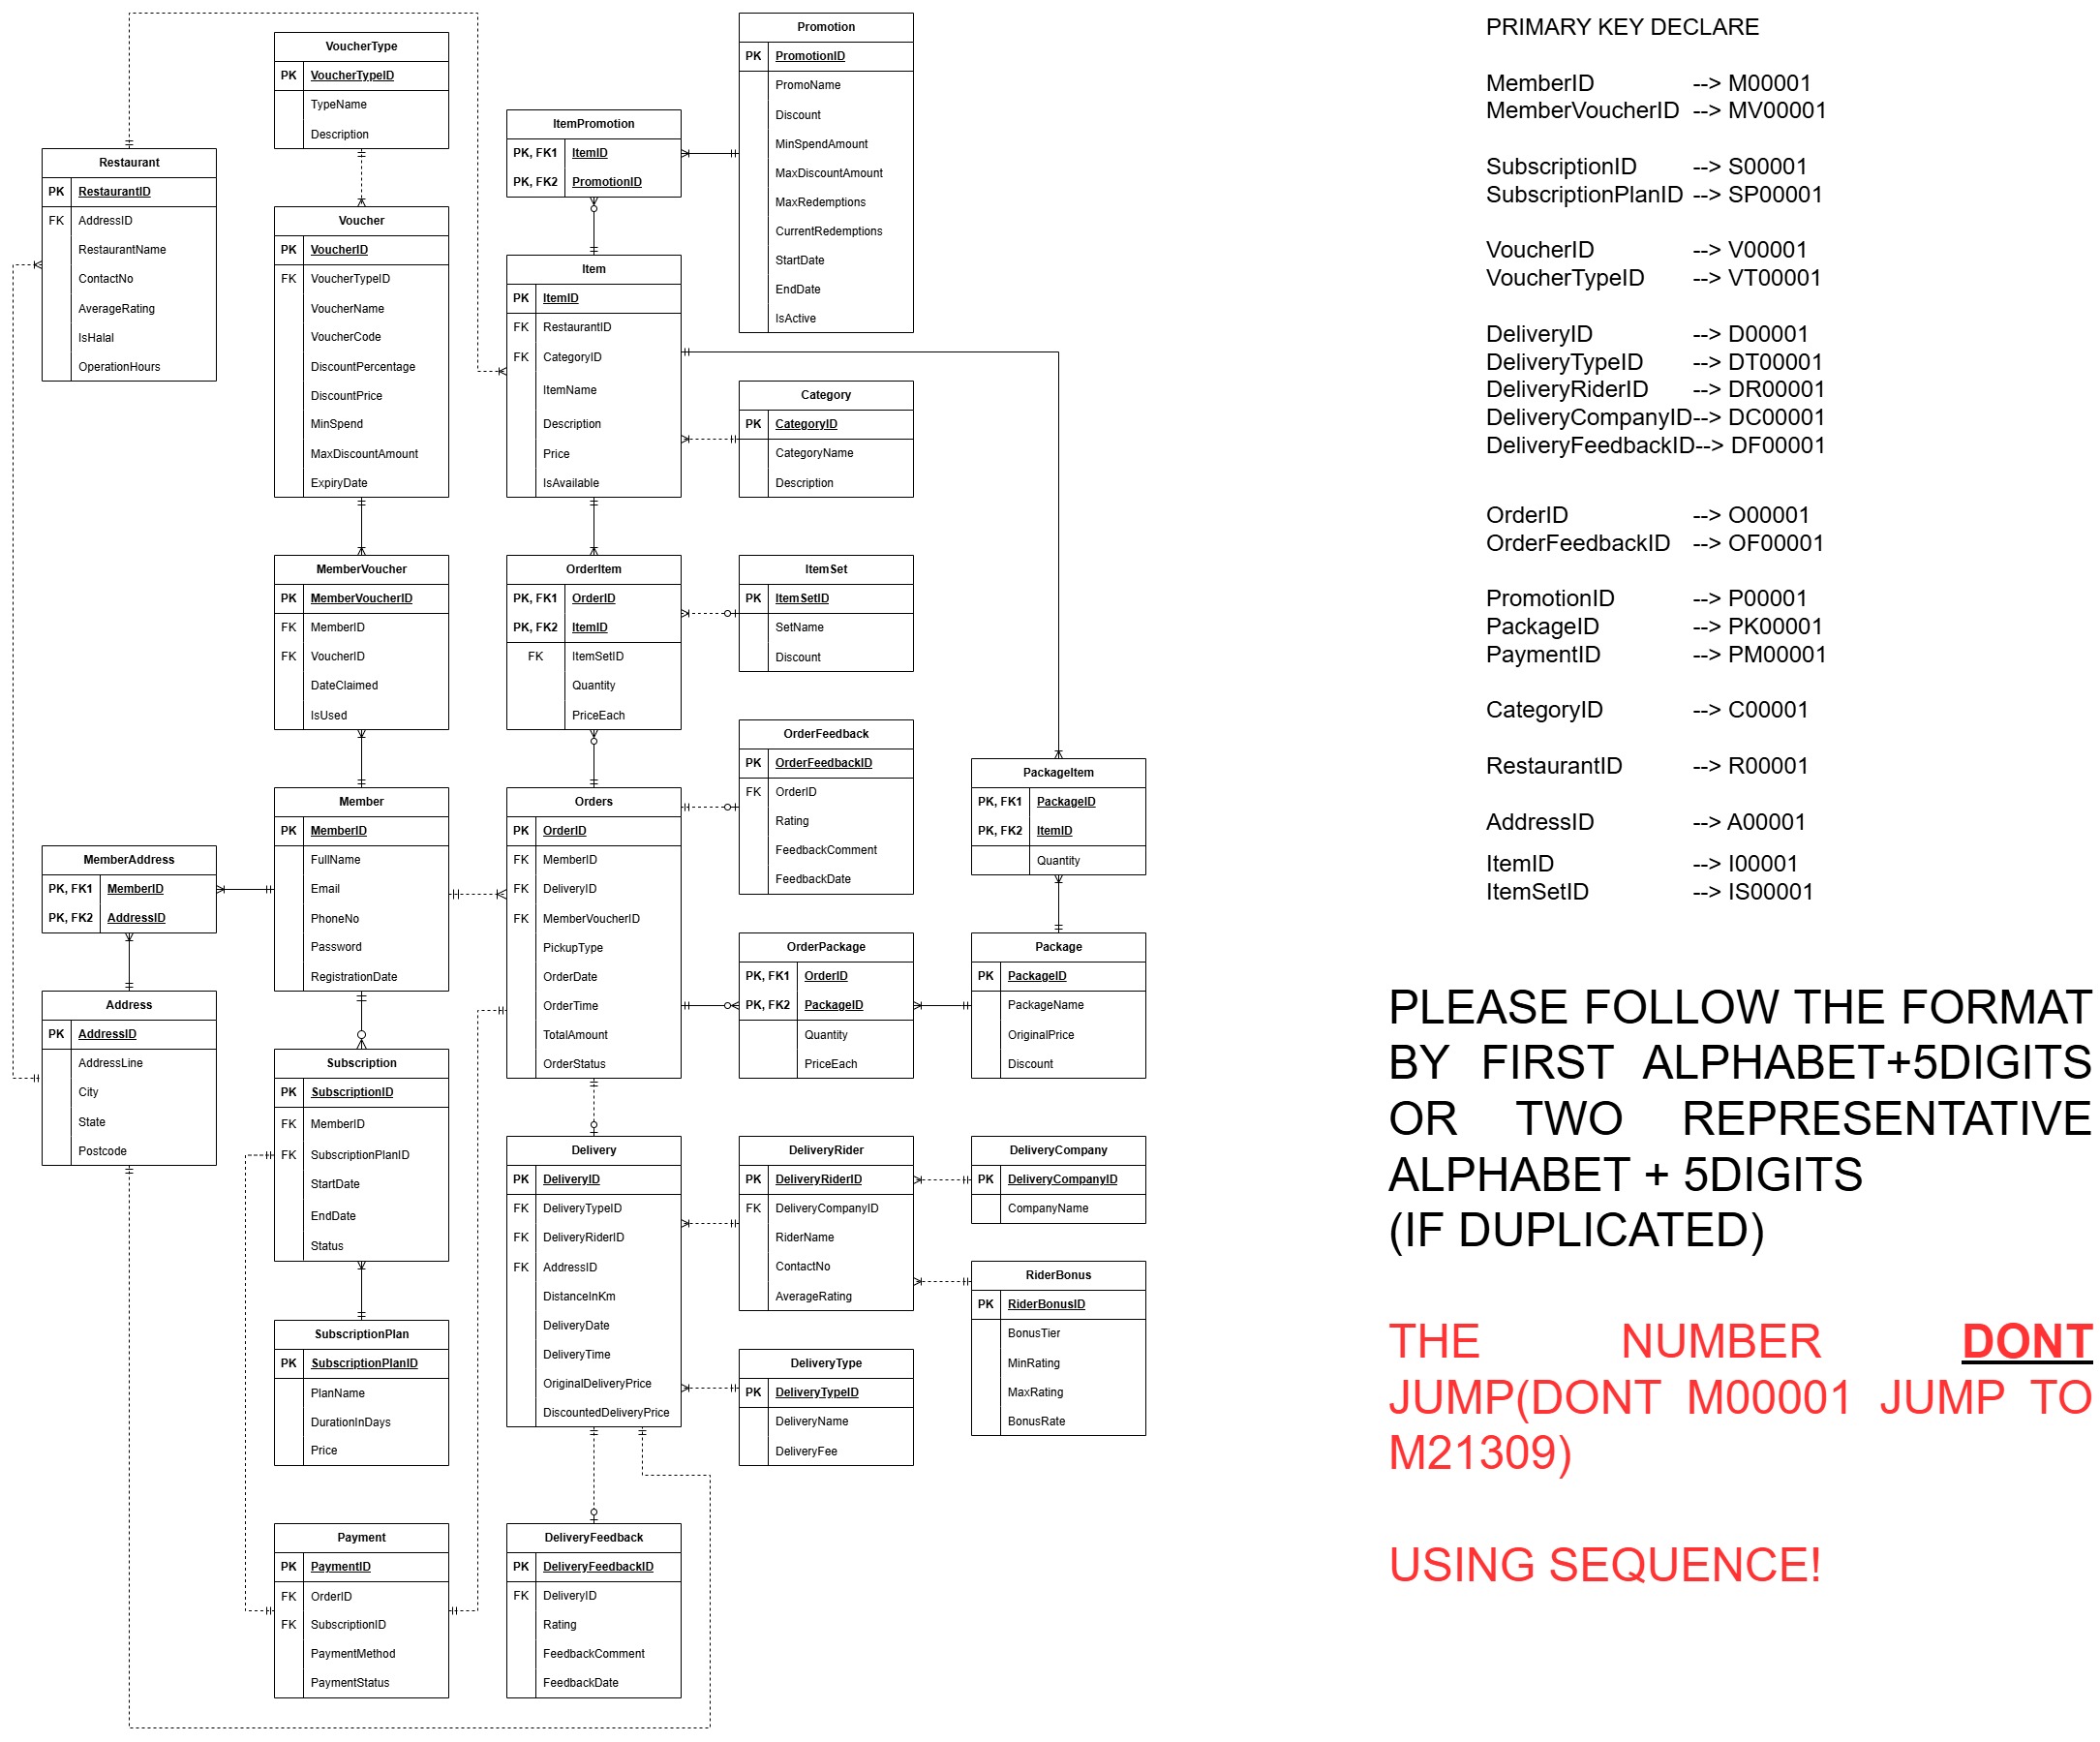 VoucherType
PK VoucherTypeID
TypeName
Description
Restaurant
PK RestaurantID
FK AddressID
RestaurantName
ContactNo
AverageRating
IsHalal
OperationHours
Voucher
PK VoucherID
FK VoucherTypeID
VoucherName
VoucherCode
DiscountPercentage
DiscountPrice
MinSpend
MaxDiscountAmount
ExpiryDate
MemberVoucher
PK MemberVoucherID
FK MemberID
FK VoucherID
DateClaimed
IsUsed
Member
PK MemberID
FullName
Email
PhoneNo
Password
RegistrationDate
MemberAddress
PK, FK1 MemberID
PK, FK2 AddressID
Address
PK AddressID
AddressLine
City
State
Postcode
Subscription
PK SubscriptionID
FK MemberID
FK SubscriptionPlanID
StartDate
EndDate
Status
SubscriptionPlan
PK SubscriptionPlanID
PlanName
DurationInDays
Price
Payment
PK PaymentID
FK OrderID
FK SubscriptionID
PaymentMethod
PaymentStatus
ItemPromotion
PK, FK1 ItemID
PK, FK2 PromotionID
Item
PK ItemID
FK RestaurantID
FK CategoryID
ItemName
Description
Price
IsAvailable
OrderItem
PK, FK1 OrderID
PK, FK2 ItemID
FK ItemSetID
Quantity
PriceEach
Orders
PK OrderID
FK MemberID
FK DeliveryID
FK MemberVoucherID
PickupType
OrderDate
OrderTime
TotalAmount
OrderStatus
Delivery
PK DeliveryID
FK DeliveryTypeID
FK DeliveryRiderID
FK AddressID
DistanceInKm
DeliveryDate
DeliveryTime
OriginalDeliveryPrice
DiscountedDeliveryPrice
DeliveryFeedback
PK DeliveryFeedbackID
FK DeliveryID
Rating
FeedbackComment
FeedbackDate
Promotion
PK PromotionID
PromoName
Discount
MinSpendAmount
MaxDiscountAmount
MaxRedemptions
CurrentRedemptions
StartDate
EndDate
IsActive
Category
PK CategoryID
CategoryName
Description
ItemSet
PK ItemSetID
SetName
Discount
OrderFeedback
PK OrderFeedbackID
FK OrderID
Rating
FeedbackComment
FeedbackDate
OrderPackage
PK, FK1 OrderID
PK, FK2 PackageID
Quantity
PriceEach
DeliveryRider
PK DeliveryRiderID
FK DeliveryCompanyID
RiderName
ContactNo
AverageRating
DeliveryType
PK DeliveryTypeID
DeliveryName
DeliveryFee
PackageItem
PK, FK1 PackageID
PK, FK2 ItemID
Quantity
Package
PK PackageID
PackageName
OriginalPrice
Discount
DeliveryCompany
PK DeliveryCompanyID
CompanyName
RiderBonus
PK RiderBonusID
BonusTier
MinRating
MaxRating
BonusRate
PRIMARY KEY DECLARE
MemberID --> M00001
MemberVoucherID --> MV00001
SubscriptionID --> S00001
SubscriptionPlanID --> SP00001
VoucherID --> V00001
VoucherTypeID --> VT00001
DeliveryID --> D00001
DeliveryTypeID --> DT00001
DeliveryRiderID --> DR00001
DeliveryCompanyID--> DC00001
DeliveryFeedbackID--> DF00001
OrderID --> O00001
OrderFeedbackID --> OF00001
PromotionID --> P00001
PackageID --> PK00001
PaymentID --> PM00001
CategoryID --> C00001
RestaurantID --> R00001
AddressID --> A00001
ItemID --> I00001
ItemSetID --> IS00001
PLEASE FOLLOW THE FORMAT
BY FIRST ALPHABET+5DIGITS
OR TWO REPRESENTATIVE
ALPHABET + 5DIGITS
(IF DUPLICATED)
THE NUMBER DONT
JUMP(DONT M00001 JUMP TO
M21309)
USING SEQUENCE!